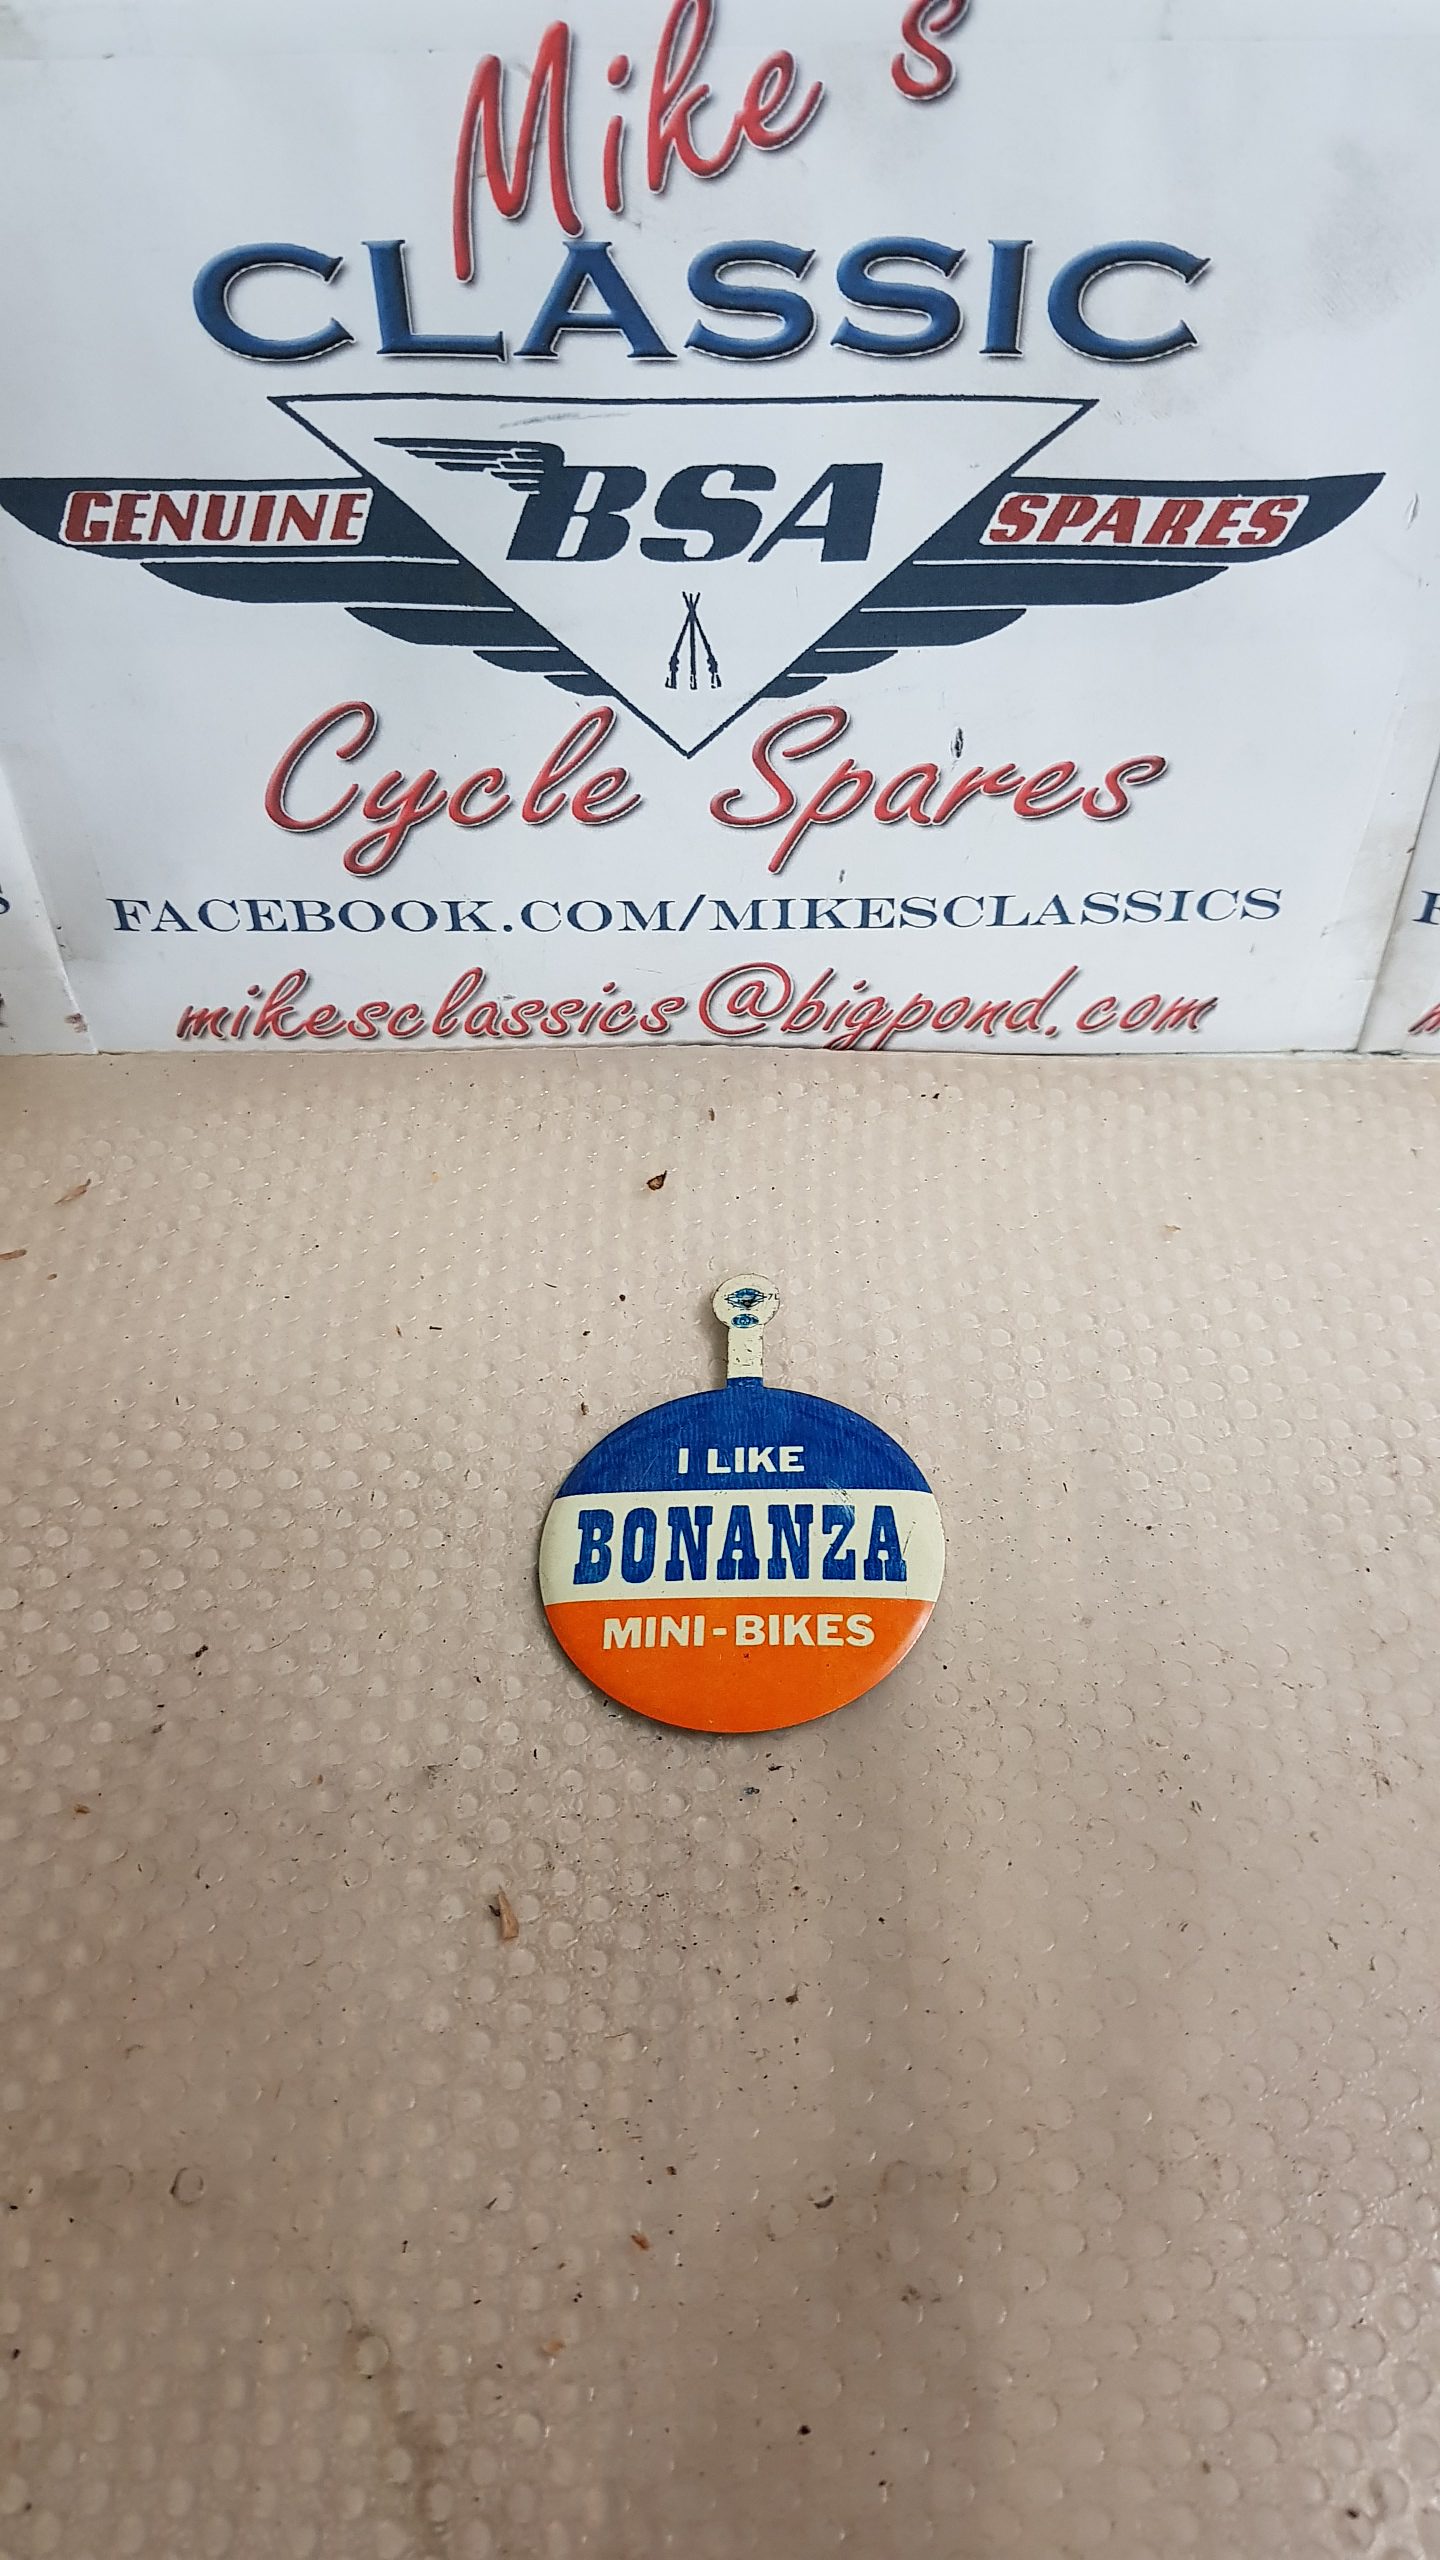 Mike's
CLASSIC
GENUINE BSA SPARES
Cycle Spares
FACEBOOK.COM/MIKESCLASSICS
mikesclassics@bigpond.com
I LIKE
BONANZA
MINI-BIKES